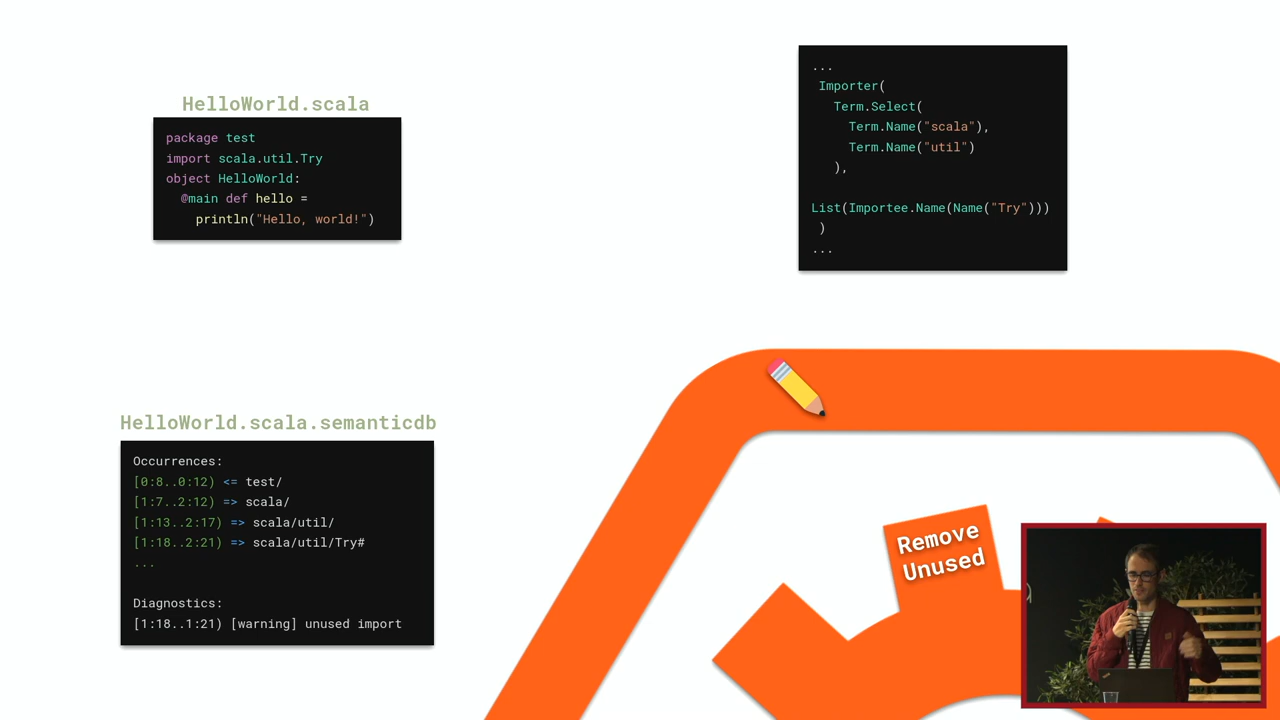 HelloWorld.scala
package test
import scala.util.Try
object HelloWorld:
  @main def hello =
    println("Hello, world!")
...
 Importer(
   Term.Select(
     Term.Name("scala"),
     Term.Name("util")
   ),
List(Importee.Name(Name("Try")))
 )
...
HelloWorld.scala.semanticdb
Occurrences:
[0:8..0:12) <= test/
[1:7..2:12) => scala/
[1:13..2:17) => scala/util/
[1:18..2:21) => scala/util/Try#
...
Diagnostics:
[1:18..1:21) [warning] unused import
Remove
Unused